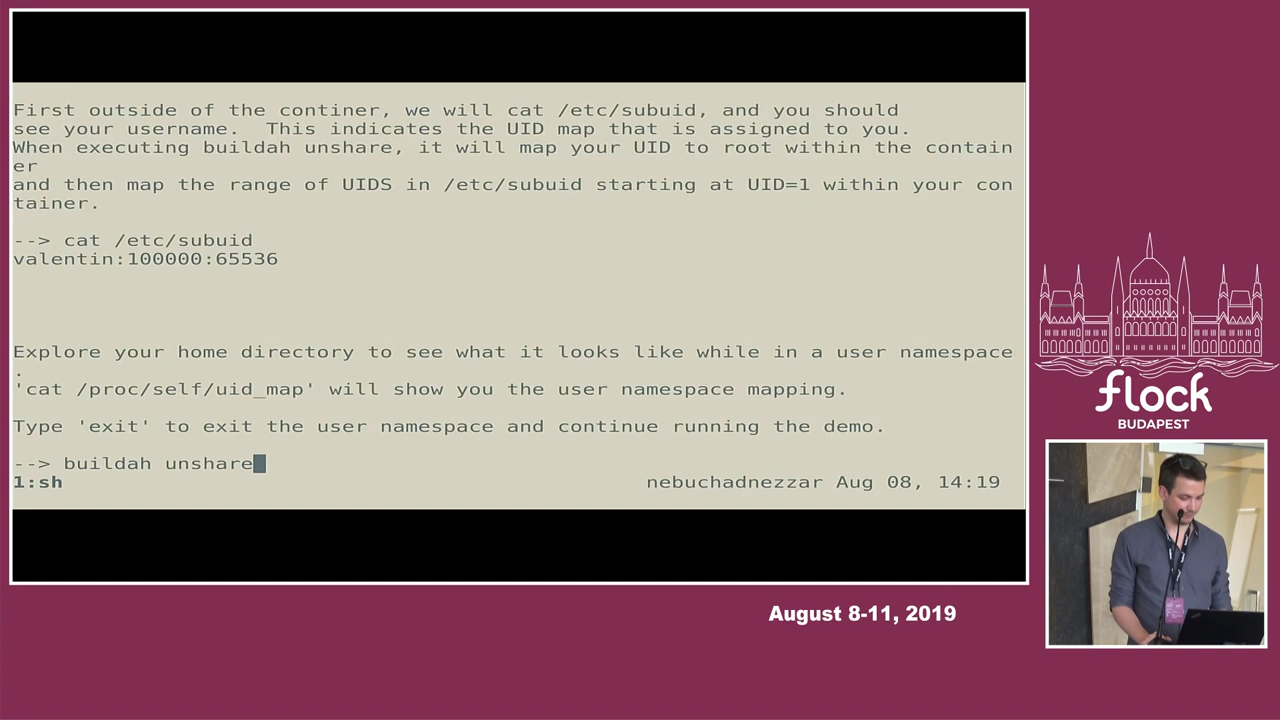 First outside of the continer, we will cat /etc/subuid, and you should
see your username.  This indicates the UID map that is assigned to you.
When executing buildah unshare, it will map your UID to root within the contain
er
and then map the range of UIDS in /etc/subuid starting at UID=1 within your con
tainer.
--> cat /etc/subuid
valentin:100000:65536
Explore your home directory to see what it looks like while in a user namespace
.
'cat /proc/self/uid_map' will show you the user namespace mapping.
Type 'exit' to exit the user namespace and continue running the demo.
--> buildah unshare
1:sh nebuchadnezzar Aug 08, 14:19
flock
BUDAPEST
August 8-11, 2019